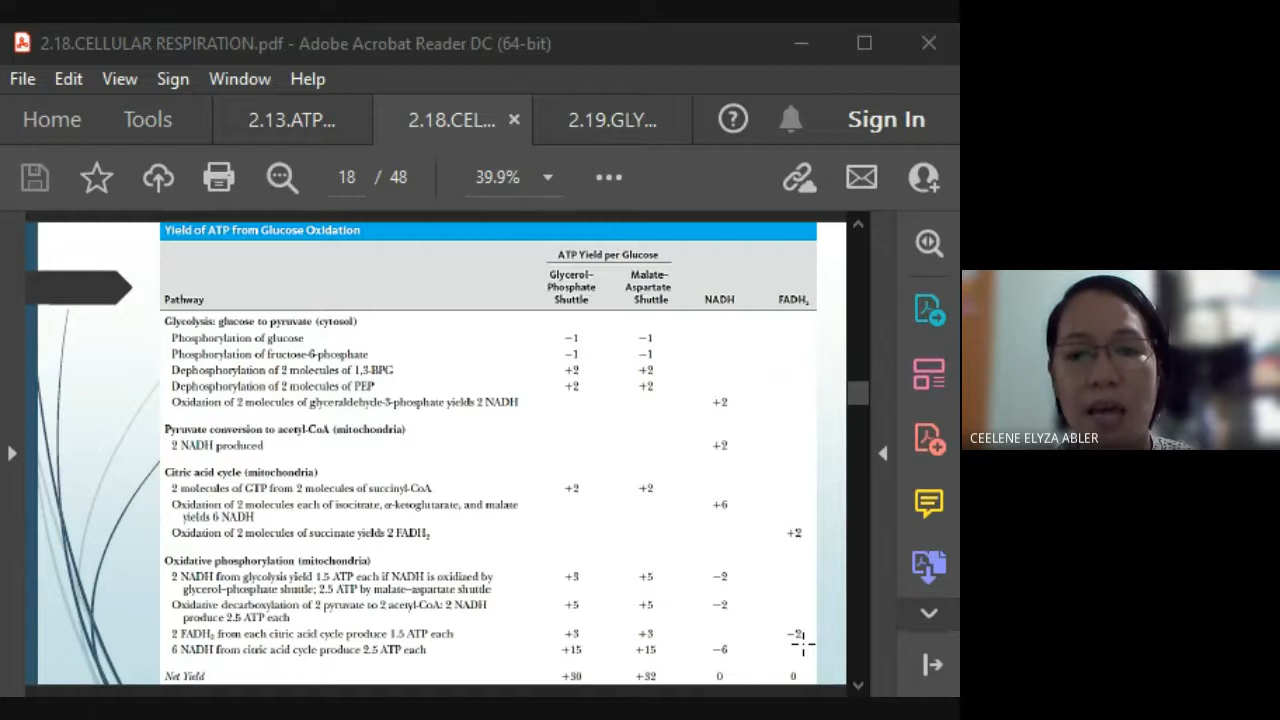 2.18.CELLULAR RESPIRATION.pdf - Adobe Acrobat Reader DC (64-bit)
File Edit View Sign Window Help
Home Tools 2.13.ATP... 2.18.CEL... 2.19.GLY... Sign In
18 / 48 39.9%
Yield of ATP from Glucose Oxidation
ATP Yield per Glucose
Glycerol– Malate–
Phosphate Aspartate
Pathway Shuttle Shuttle NADH FADH₂
Glycolysis: glucose to pyruvate (cytosol)
Phosphorylation of glucose −1 −1
Phosphorylation of fructose-6-phosphate −1 −1
Dephosphorylation of 2 molecules of 1,3-BPG +2 +2
Dephosphorylation of 2 molecules of PEP +2 +2
Oxidation of 2 molecules of glyceraldehyde-3-phosphate yields 2 NADH +2
Pyruvate conversion to acetyl-CoA (mitochondria)
2 NADH produced +2
Citric acid cycle (mitochondria)
2 molecules of GTP from 2 molecules of succinyl-CoA +2 +2
Oxidation of 2 molecules each of isocitrate, α-ketoglutarate, and malate +6
yields 6 NADH
Oxidation of 2 molecules of succinate yields 2 FADH₂ +2
Oxidative phosphorylation (mitochondria)
2 NADH from glycolysis yield 1.5 ATP each if NADH is oxidized by +3 +5 −2
glycerol–phosphate shuttle; 2.5 ATP by malate–aspartate shuttle
Oxidative decarboxylation of 2 pyruvate to 2 acetyl-CoA: 2 NADH +5 +5 −2
produce 2.5 ATP each
2 FADH₂ from each citric acid cycle produce 1.5 ATP each +3 +3 −2
6 NADH from citric acid cycle produce 2.5 ATP each +15 +15 −6
Net Yield +30 +32 0 0
CEELENE ELYZA ABLER